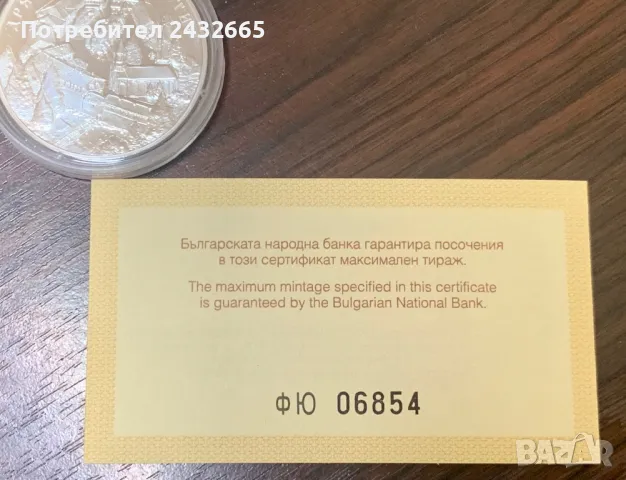 Потребител 2432665
Българската народна банка гарантира посочения
в този сертификат максимален тираж.
The maximum mintage specified in this certificate
is guaranteed by the Bulgarian National Bank.
ФЮ 06854
BAZAR